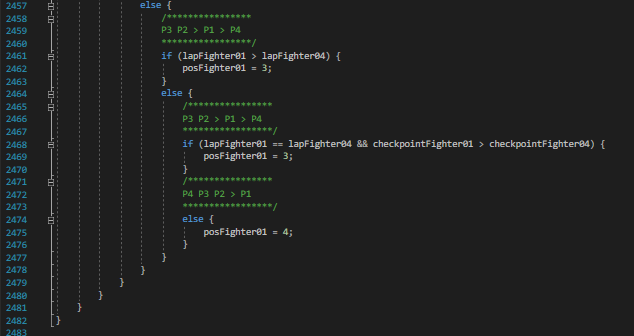 2457 else {
2458 /****************
2459 P3 P2 > P1 > P4
2460 *****************/
2461 if (lapFighter01 > lapFighter04) {
2462 posFighter01 = 3;
2463 }
2464 else {
2465 /****************
2466 P3 P2 > P1 > P4
2467 *****************/
2468 if (lapFighter01 == lapFighter04 && checkpointFighter01 > checkpointFighter04) {
2469 posFighter01 = 3;
2470 }
2471 /****************
2472 P4 P3 P2 > P1
2473 *****************/
2474 else {
2475 posFighter01 = 4;
2476 }
2477 }
2478 }
2479 }
2480 }
2481 }
2482 }
2483